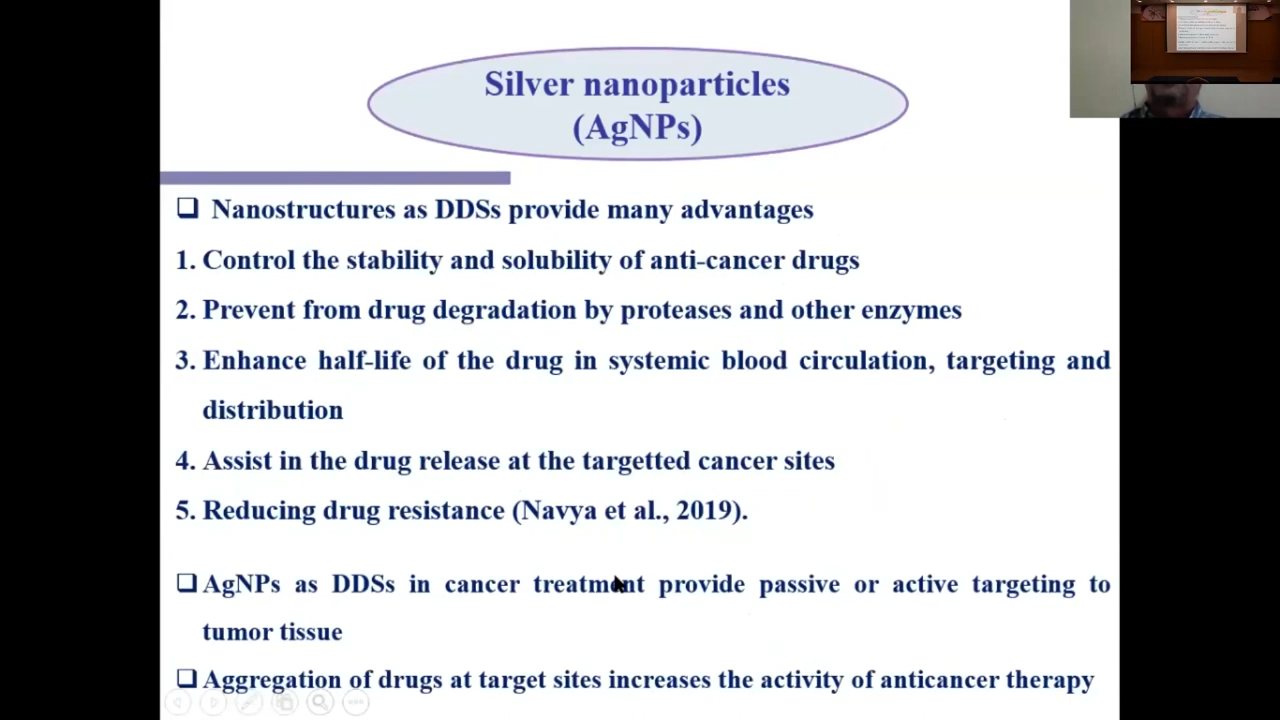 Silver nanoparticles
(AgNPs)
❑ Nanostructures as DDSs provide many advantages
1. Control the stability and solubility of anti-cancer drugs
2. Prevent from drug degradation by proteases and other enzymes
3. Enhance half-life of the drug in systemic blood circulation, targeting and
distribution
4. Assist in the drug release at the targetted cancer sites
5. Reducing drug resistance (Navya et al., 2019).
❑ AgNPs as DDSs in cancer treatment provide passive or active targeting to
tumor tissue
❑ Aggregation of drugs at target sites increases the activity of anticancer therapy